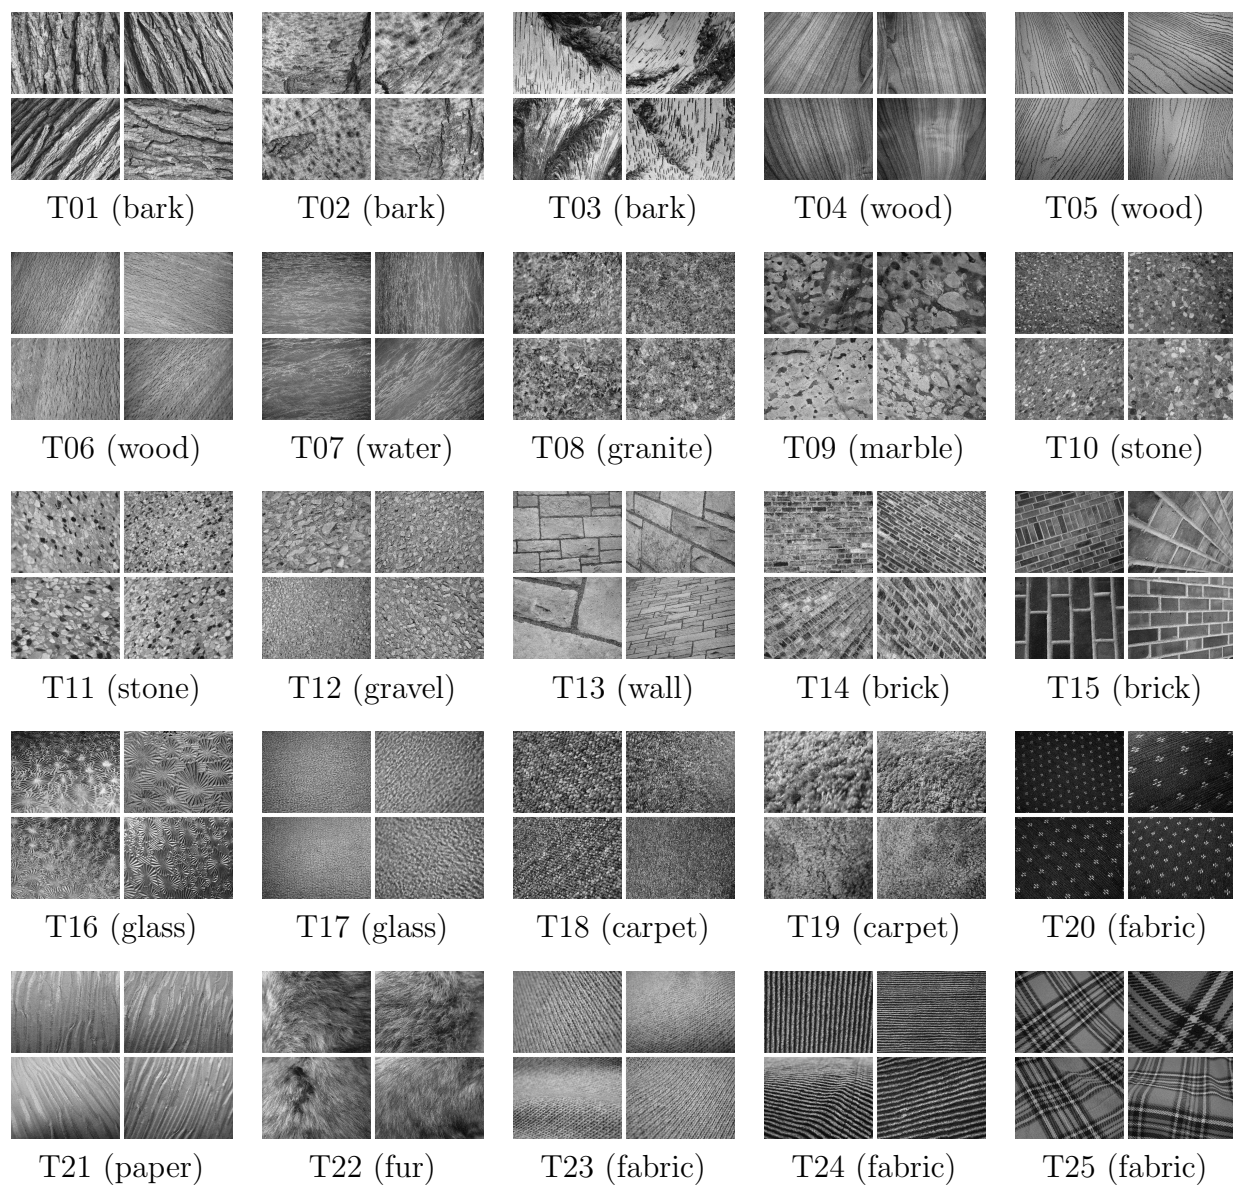 T01 (bark) T02 (bark) T03 (bark) T04 (wood) T05 (wood)
T06 (wood) T07 (water) T08 (granite) T09 (marble) T10 (stone)
T11 (stone) T12 (gravel) T13 (wall) T14 (brick) T15 (brick)
T16 (glass) T17 (glass) T18 (carpet) T19 (carpet) T20 (fabric)
T21 (paper) T22 (fur) T23 (fabric) T24 (fabric) T25 (fabric)